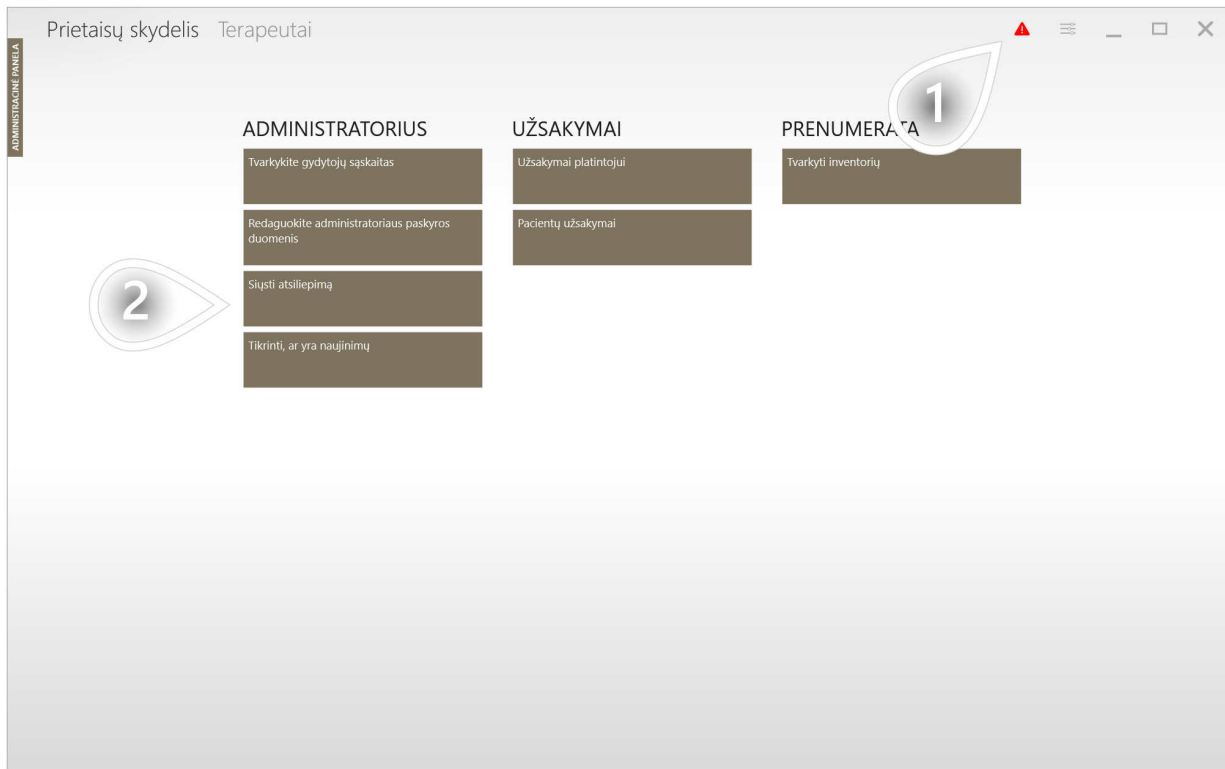 Prietaisų skydelis Terapeutai
ADMINISTRACINĖ PANELA
1
ADMINISTRATORIUS
Tvarkykite gydytojų sąskaitas
Redaguokite administratoriaus paskyros
duomenis
2
Siųsti atsiliepimą
Tikrinti, ar yra naujinimų
UŽSAKYMAI
Užsakymai platintojui
Pacientų užsakymai
PRENUMERATA
Tvarkyti inventorių